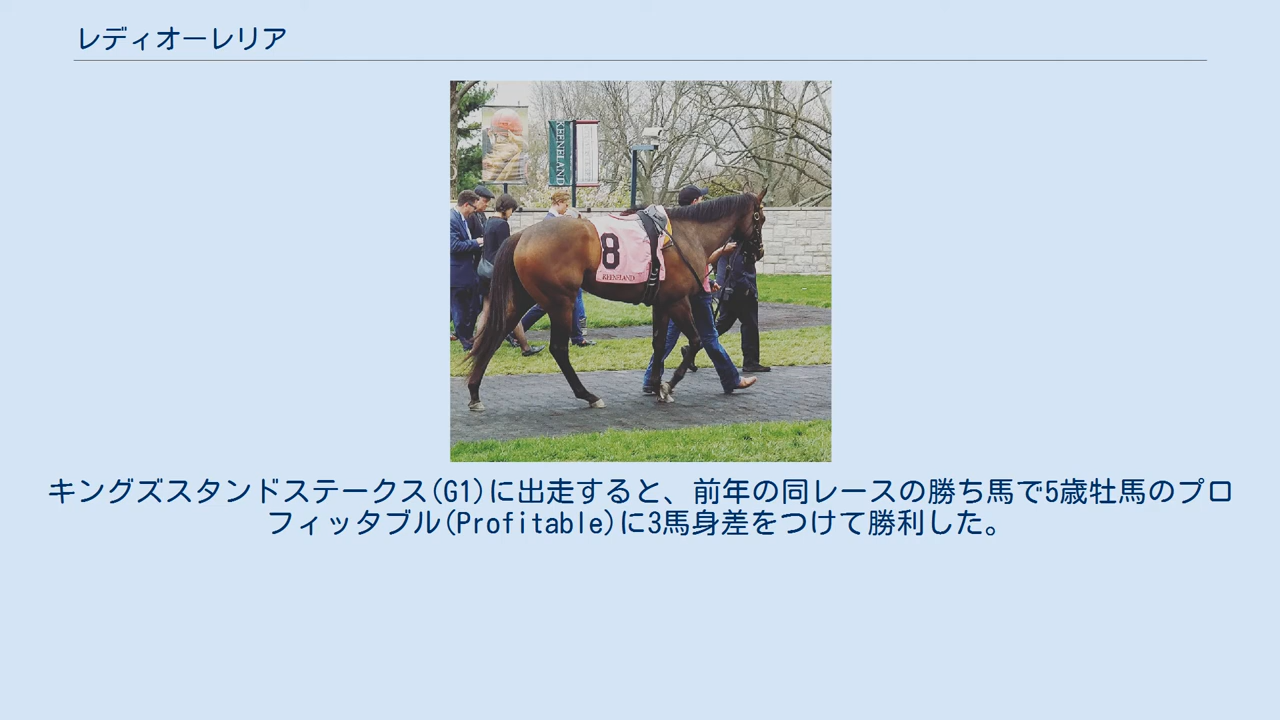 レディオーレリア
KEENELAND
8
KEENELAND
キングズスタンドステークス(G1)に出走すると、前年の同レースの勝ち馬で5歳牡馬のプロ
フィッタブル(Profitable)に3馬身差をつけて勝利した。